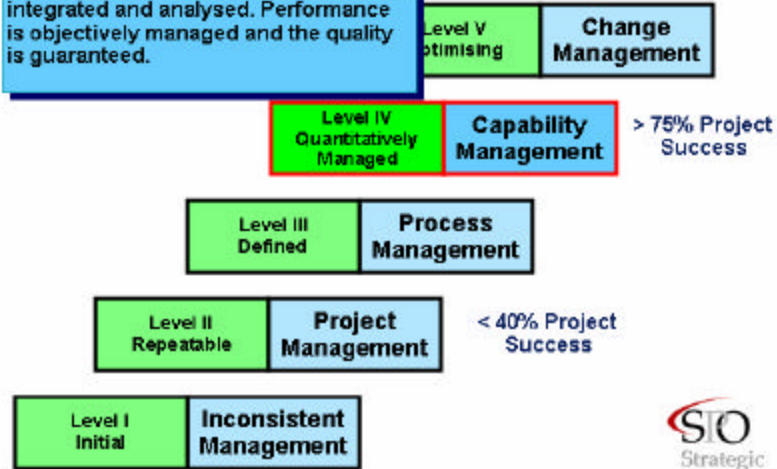 integrated and analysed. Performance
is objectively managed and the quality
is guaranteed.
Level V
ptimising
Change
Management
Level IV
Quantitatively
Managed
Capability
Management
> 75% Project
Success
Level III
Defined
Process
Management
Level II
Repeatable
Project
Management
< 40% Project
Success
Level I
Initial
Inconsistent
Management
SPO
Strategic